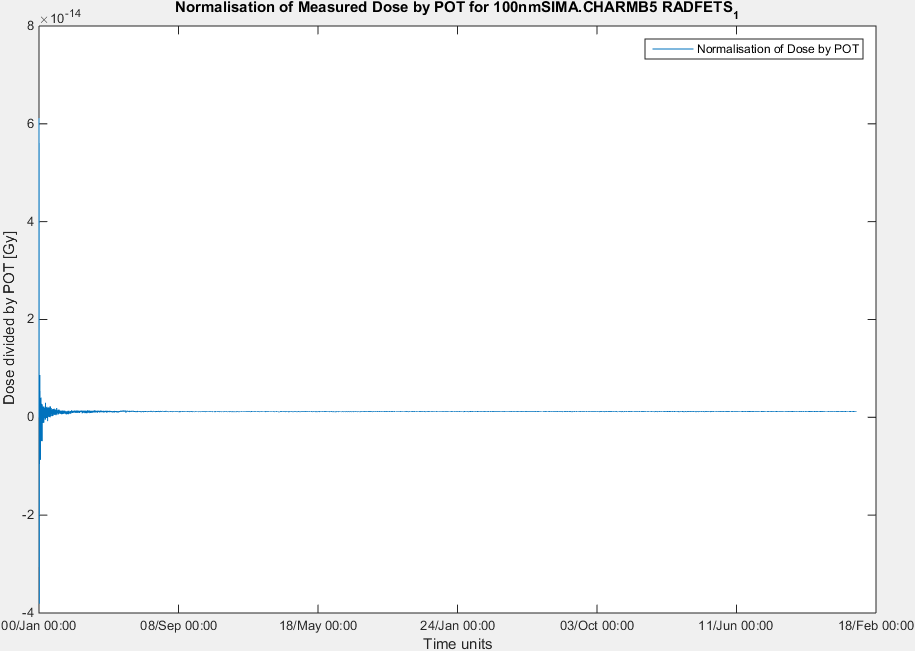 Normalisation of Measured Dose by POT for 100nmSIMA.CHARMB5 RADFETS₁
×10⁻¹⁴
Normalisation of Dose by POT
8
6
4
2
0
-2
-4
Dose divided by POT [Gy]
00/Jan 00:00 08/Sep 00:00 18/May 00:00 24/Jan 00:00 03/Oct 00:00 11/Jun 00:00 18/Feb 00:00
Time units